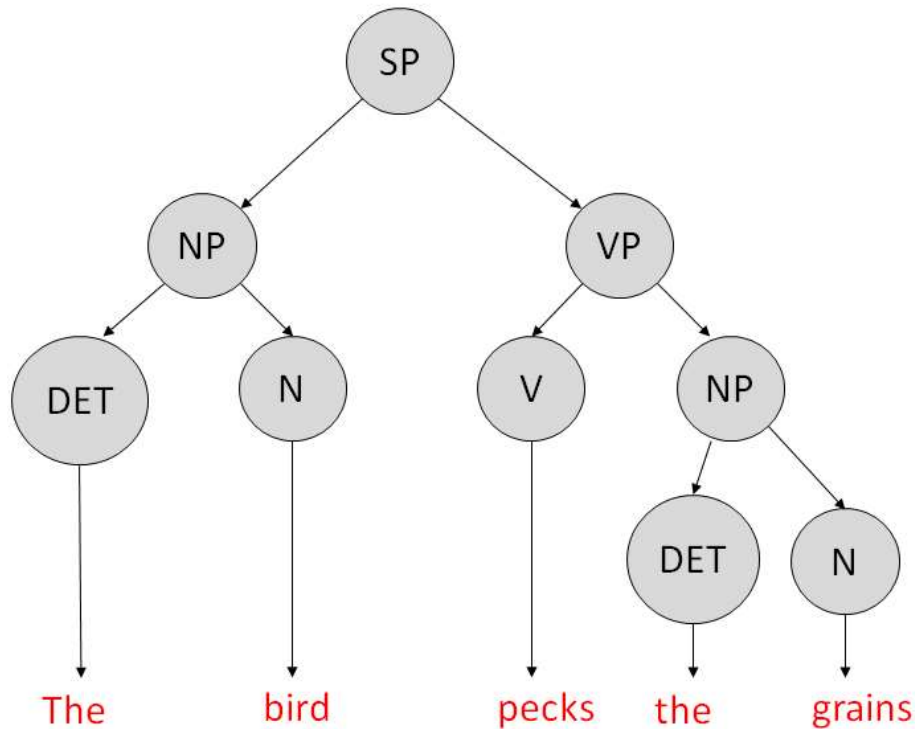 SP
NP VP
DET N V NP
DET N
The bird pecks the grains